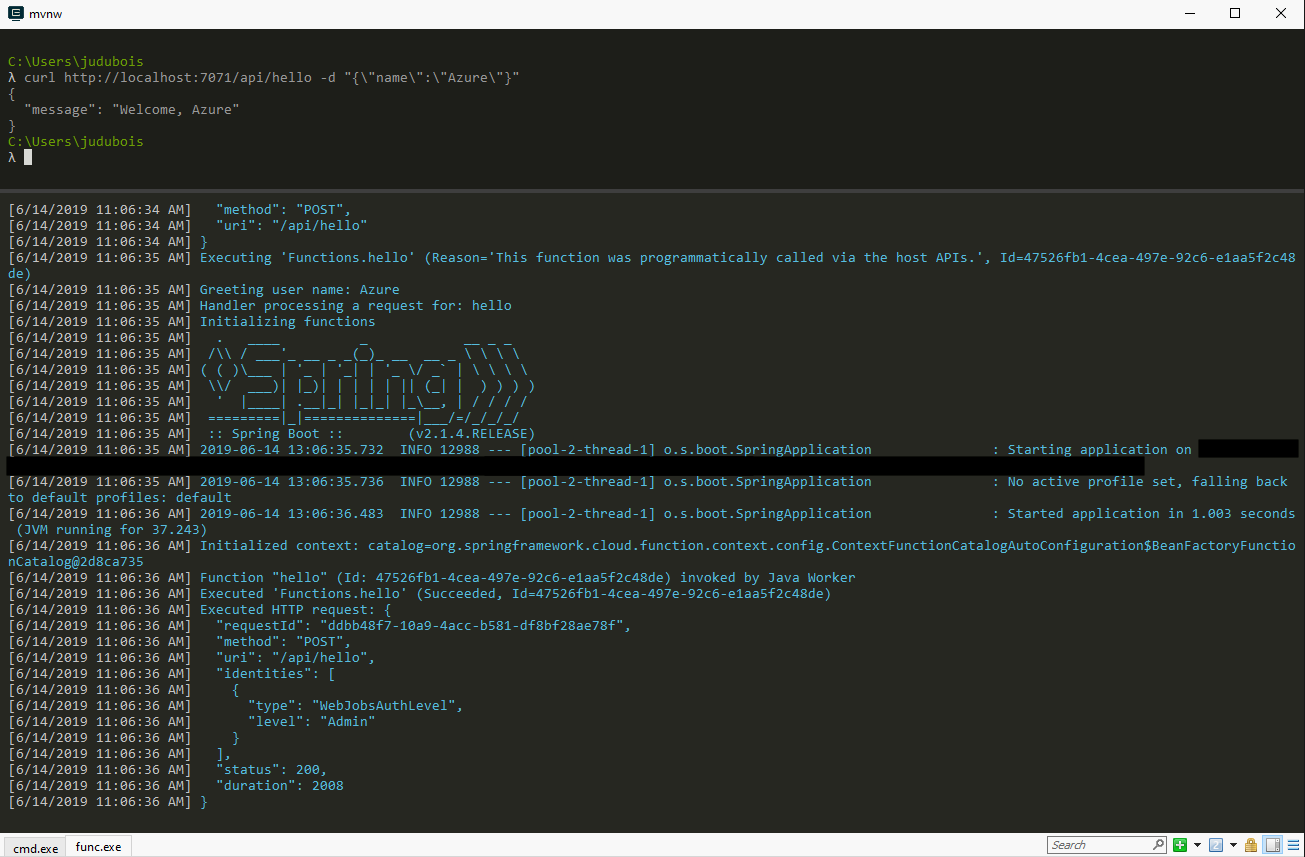 mvnw
C:\Users\judubois
λ curl http://localhost:7071/api/hello -d "{\"name\":\"Azure\"}"
{
  "message": "Welcome, Azure"
}
C:\Users\judubois
λ
[6/14/2019 11:06:34 AM]   "method": "POST",
[6/14/2019 11:06:34 AM]   "uri": "/api/hello"
[6/14/2019 11:06:34 AM] }
[6/14/2019 11:06:35 AM] Executing 'Functions.hello' (Reason='This function was programmatically called via the host APIs.', Id=47526fb1-4cea-497e-92c6-e1aa5f2c48
de)
[6/14/2019 11:06:35 AM] Greeting user name: Azure
[6/14/2019 11:06:35 AM] Handler processing a request for: hello
[6/14/2019 11:06:35 AM] Initializing functions
[6/14/2019 11:06:35 AM]   .   ____          _            __ _ _
[6/14/2019 11:06:35 AM]  /\\ / ___'_ __ _ _(_)_ __  __ _ \ \ \ \
[6/14/2019 11:06:35 AM] ( ( )\___ | '_ | '_| | '_ \/ _` | \ \ \ \
[6/14/2019 11:06:35 AM]  \\/  ___)| |_)| | | | | || (_| |  ) ) ) )
[6/14/2019 11:06:35 AM]   '  |____| .__|_| |_|_| |_\__, | / / / /
[6/14/2019 11:06:35 AM]  =========|_|==============|___/=/_/_/_/
[6/14/2019 11:06:35 AM]  :: Spring Boot ::        (v2.1.4.RELEASE)
[6/14/2019 11:06:35 AM] 2019-06-14 13:06:35.732  INFO 12988 --- [pool-2-thread-1] o.s.boot.SpringApplication               : Starting application on
[6/14/2019 11:06:35 AM] 2019-06-14 13:06:35.736  INFO 12988 --- [pool-2-thread-1] o.s.boot.SpringApplication               : No active profile set, falling back
to default profiles: default
[6/14/2019 11:06:36 AM] 2019-06-14 13:06:36.483  INFO 12988 --- [pool-2-thread-1] o.s.boot.SpringApplication               : Started application in 1.003 seconds
 (JVM running for 37.243)
[6/14/2019 11:06:36 AM] Initialized context: catalog=org.springframework.cloud.function.context.config.ContextFunctionCatalogAutoConfiguration$BeanFactoryFunctio
nCatalog@2d8ca735
[6/14/2019 11:06:36 AM] Function "hello" (Id: 47526fb1-4cea-497e-92c6-e1aa5f2c48de) invoked by Java Worker
[6/14/2019 11:06:36 AM] Executed 'Functions.hello' (Succeeded, Id=47526fb1-4cea-497e-92c6-e1aa5f2c48de)
[6/14/2019 11:06:36 AM] Executed HTTP request: {
[6/14/2019 11:06:36 AM]   "requestId": "ddbb48f7-10a9-4acc-b581-df8bf28ae78f",
[6/14/2019 11:06:36 AM]   "method": "POST",
[6/14/2019 11:06:36 AM]   "uri": "/api/hello",
[6/14/2019 11:06:36 AM]   "identities": [
[6/14/2019 11:06:36 AM]     {
[6/14/2019 11:06:36 AM]       "type": "WebJobsAuthLevel",
[6/14/2019 11:06:36 AM]       "level": "Admin"
[6/14/2019 11:06:36 AM]     }
[6/14/2019 11:06:36 AM]   ],
[6/14/2019 11:06:36 AM]   "status": 200,
[6/14/2019 11:06:36 AM]   "duration": 2008
[6/14/2019 11:06:36 AM] }
cmd.exe func.exe Search